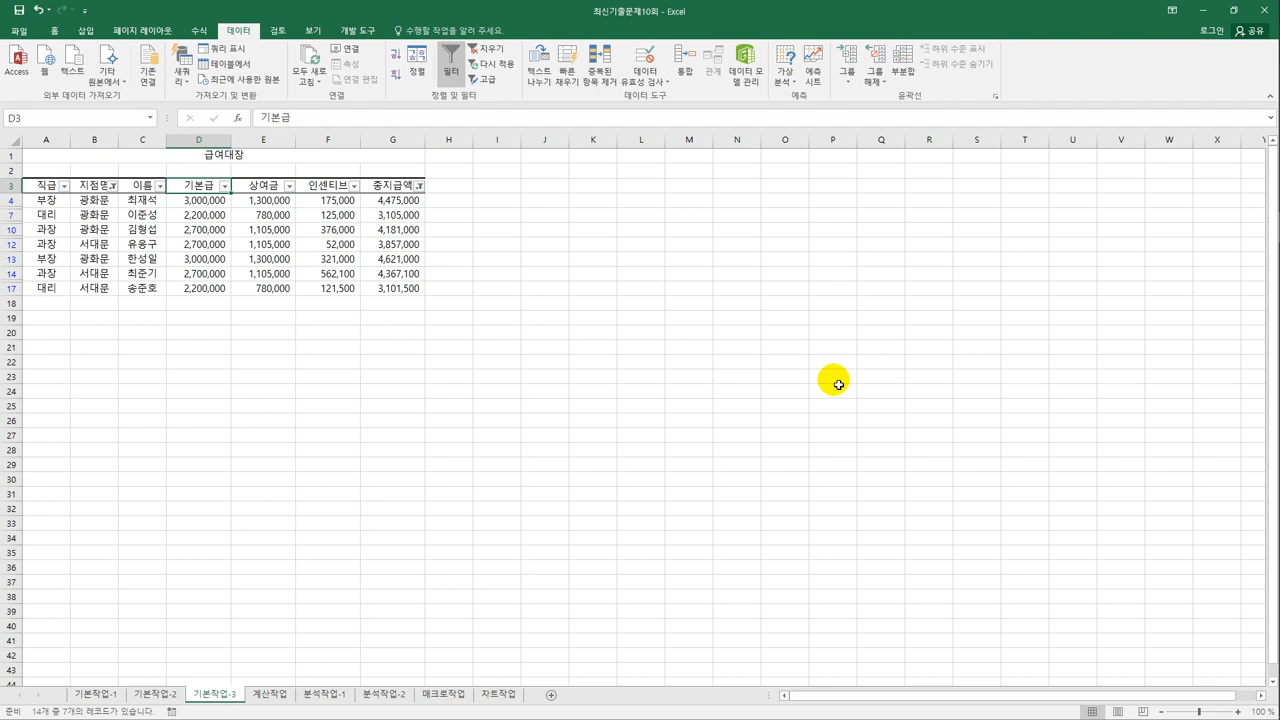 최신기출문제10회 - Excel
파일 홈 삽입 페이지 레이아웃 수식 데이터 검토 보기 개발 도구 수행할 작업을 알려 주세요. 로그인 공유
Access
웹
텍스트
기타 원본에서
기존 연결
외부 데이터 가져오기
새쿼리
쿼리 표시
테이블에서
최근에 사용한 원본
가져오기 및 변환
모두 새로 고침
연결
속성
연결 편집
연결
정렬
필터
지우기
다시 적용
고급
정렬 및 필터
텍스트 나누기
빠른 채우기
중복된 항목 제거
데이터 유효성 검사
통합
관계
데이터 모델 관리
데이터 도구
가상 분석
예측 시트
예측
그룹
그룹 해제
부분합
하위 수준 표시
하위 수준 숨기기
윤곽선
D3 fx 기본급
A B C D E F G H I J K L M N O P Q R S T U V W X Y
1 급여대장
2
3 직급 지점명 이름 기본급 상여금 인센티브 총지급액
4 부장 광화문 최재석 3,000,000 1,300,000 175,000 4,475,000
7 대리 광화문 이준성 2,200,000 780,000 125,000 3,105,000
10 과장 광화문 김형섭 2,700,000 1,105,000 376,000 4,181,000
12 과장 서대문 유용구 2,700,000 1,105,000 52,000 3,857,000
13 부장 광화문 한성일 3,000,000 1,300,000 321,000 4,621,000
14 과장 서대문 최준기 2,700,000 1,105,000 562,100 4,367,100
17 대리 서대문 송준호 2,200,000 780,000 121,500 3,101,500
18
19
20
21
22
23
24
25
26
27
28
29
30
31
32
33
34
35
36
37
38
39
40
41
42
43
44
기본작업-1 기본작업-2 기본작업-3 계산작업 분석작업-1 분석작업-2 매크로작업 차트작업
준비 14개 중 7개의 레코드가 있습니다. 100 %